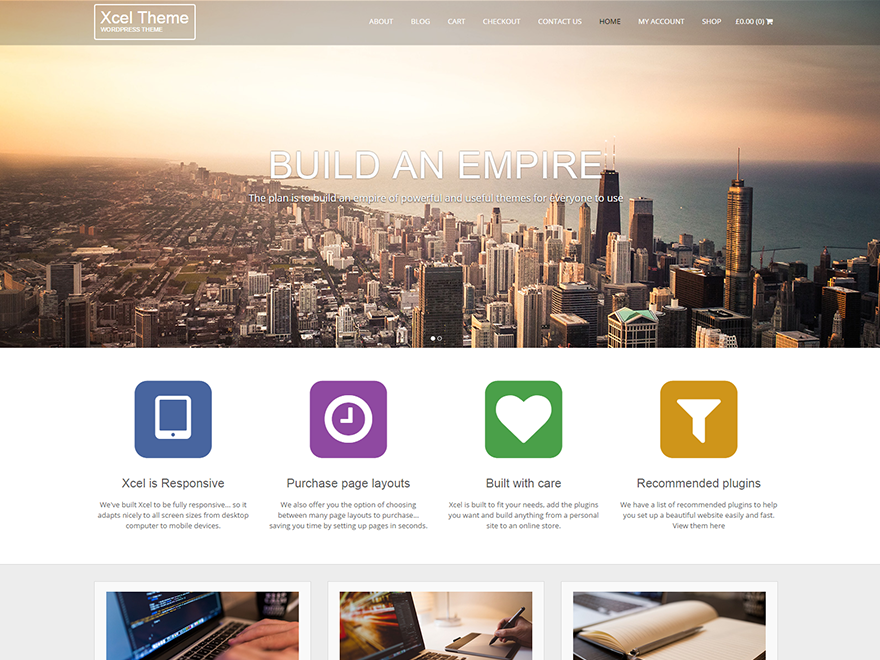 Xcel Theme
WORDPRESS THEME
ABOUT BLOG CART CHECKOUT CONTACT US HOME MY ACCOUNT SHOP £0.00 (0)
BUILD AN EMPIRE
The plan is to build an empire of powerful and useful themes for everyone to use
Xcel is Responsive
We've built Xcel to be fully responsive... so it
adapts nicely to all screen sizes from desktop
computer to mobile devices.
Purchase page layouts
We also offer you the option of choosing
between many page layouts to purchase...
saving you time by setting up pages in seconds.
Built with care
Xcel is built to fit your needs, add the plugins
you want and build anything from a personal
site to an online store.
Recommended plugins
We have a list of recommended plugins to help
you set up a beautiful website easily and fast.
View them here